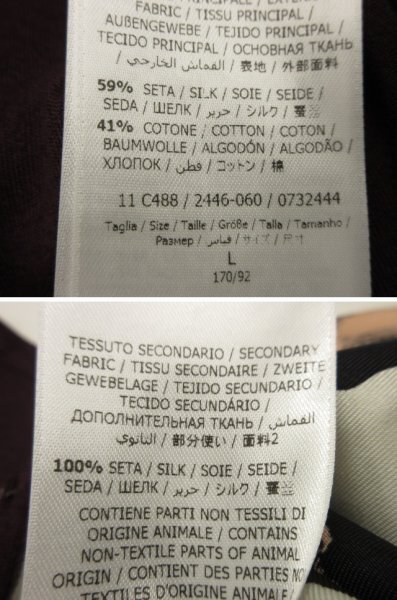 FABRIC / TISSU PRINCIPAL /
AUßENGEWEBE / TEJIDO PRINCIPAL /
TECIDO PRINCIPAL / ОСНОВНАЯ ТКАНЬ
/ القماش الخارجي / 表地 / 外部面料
59% SETA / SILK / SOIE / SEIDE /
SEDA / ШЕЛК / حرير / シルク / 蚕丝
41% COTONE / COTTON / COTON /
BAUMWOLLE / ALGODÓN / ALGODÃO /
ХЛОПОК / قطن / コットン / 棉
11 C488 / 2446-060 / 0732444
Taglia / Size / Taille / Größe / Talla / Tamanho /
Размер / قياس / サイズ / 尺寸
L
170/92
TESSUTO SECONDARIO / SECONDARY
FABRIC / TISSU SECONDAIRE / ZWEITE
GEWEBELAGE / TEJIDO SECUNDARIO /
TECIDO SECUNDÁRIO /
ДОПОЛНИТЕЛЬНАЯ ТКАНЬ / القماش
الثانوي / 部分使い / 面料2
100% SETA / SILK / SOIE / SEIDE /
SEDA / ШЕЛК / حرير / シルク / 蚕丝
CONTIENE PARTI NON TESSILI DI
ORIGINE ANIMALE / CONTAINS
NON-TEXTILE PARTS OF ANIMAL
ORIGIN / CONTIENT DES PARTIES NON
TEXTILES D'ORIGINE ANIMALE /